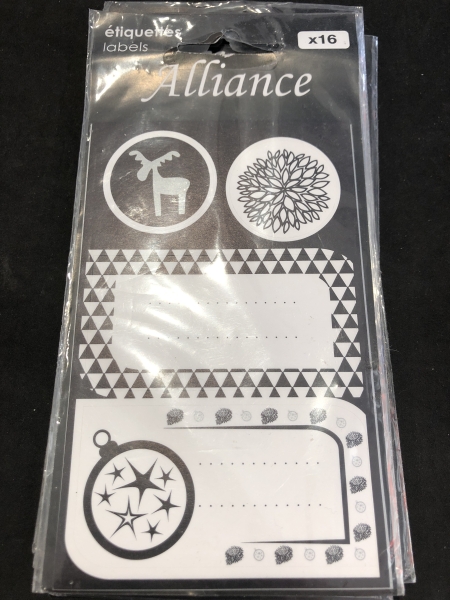 étiquettes
labels
x16
Alliance